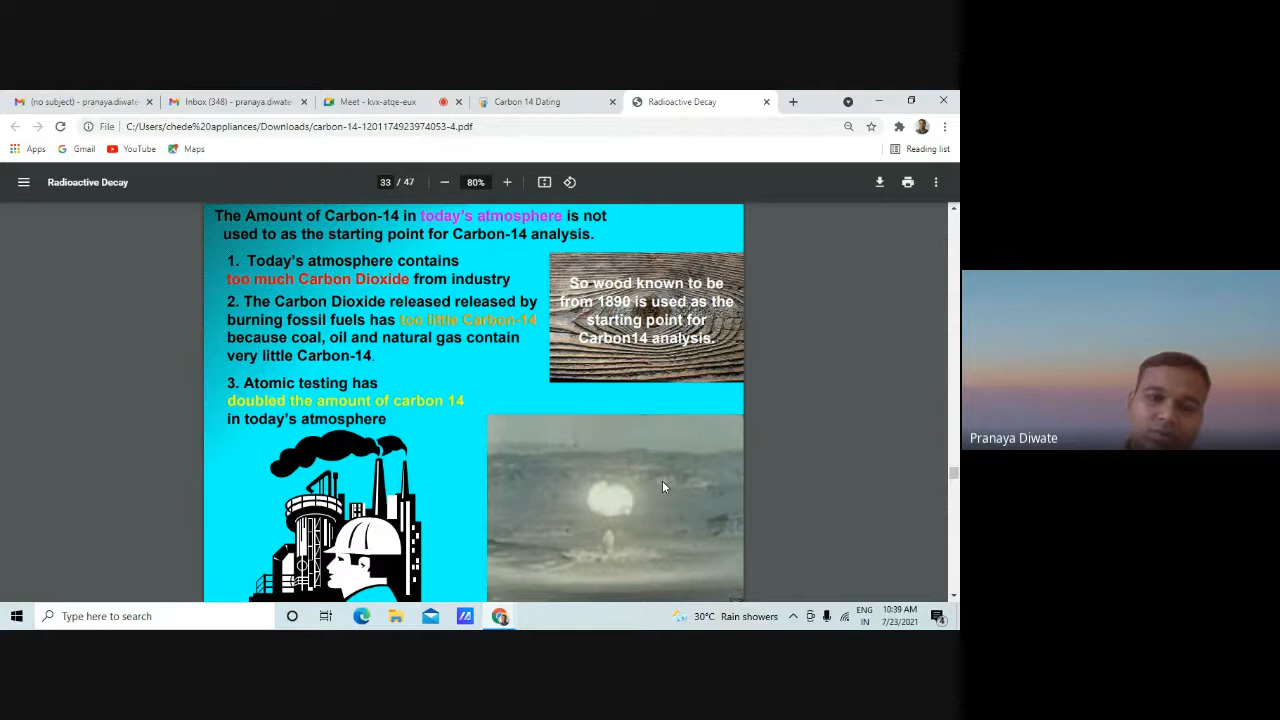 (no subject) - pranaya.diwate
Inbox (348) - pranaya.diwate
Meet - kvx-atqe-eux
Carbon 14 Dating
Radioactive Decay
File
C:/Users/chede%20appliances/Downloads/carbon-14-1201174923974053-4.pdf
Apps
Gmail
YouTube
Maps
Reading list
Radioactive Decay
33 / 47
80%
The Amount of Carbon-14 in today's atmosphere is not
used to as the starting point for Carbon-14 analysis.
1. Today's atmosphere contains
too much Carbon Dioxide from industry
2. The Carbon Dioxide released released by
burning fossil fuels has too little Carbon-14
because coal, oil and natural gas contain
very little Carbon-14.
So wood known to be
from 1890 is used as the
starting point for
Carbon14 analysis.
3. Atomic testing has
doubled the amount of carbon 14
in today's atmosphere
Pranaya Diwate
Type here to search
30°C Rain showers
ENG
IN
10:39 AM
7/23/2021
4